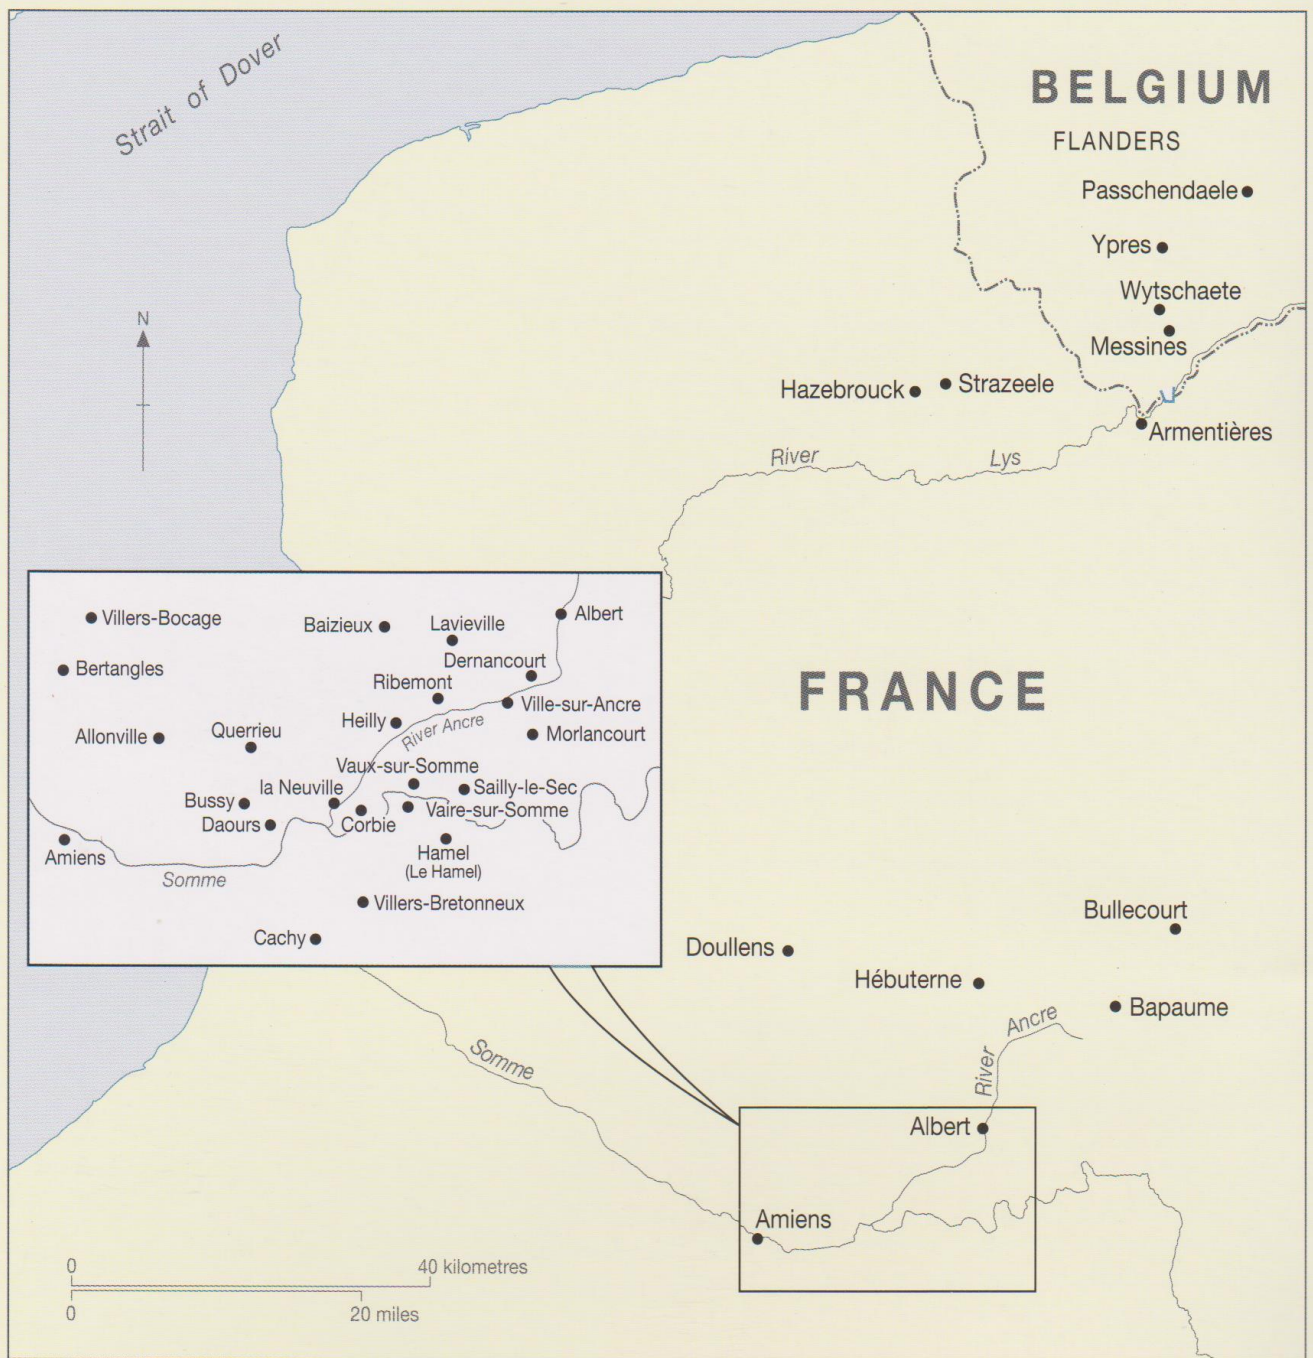 Strait of Dover
BELGIUM
FLANDERS
Passchendaele
Ypres
Wytschaete
Messines
N
Hazebrouck
Strazeele
Armentières
River Lys
Villers-Bocage
Baizieux
Lavieville
Albert
Bertangles
Dernancourt
Ribemont
Ville-sur-Ancre
Heilly
River Ancre
Allonville
Querrieu
Morlancourt
Vaux-sur-Somme
la Neuville
Sailly-le-Sec
Bussy
Vaire-sur-Somme
Daours
Corbie
Amiens
Hamel
(Le Hamel)
Somme
Villers-Bretonneux
Cachy
FRANCE
Bullecourt
Doullens
Hébuterne
Bapaume
River Ancre
Somme
Albert
Amiens
0 40 kilometres
0 20 miles